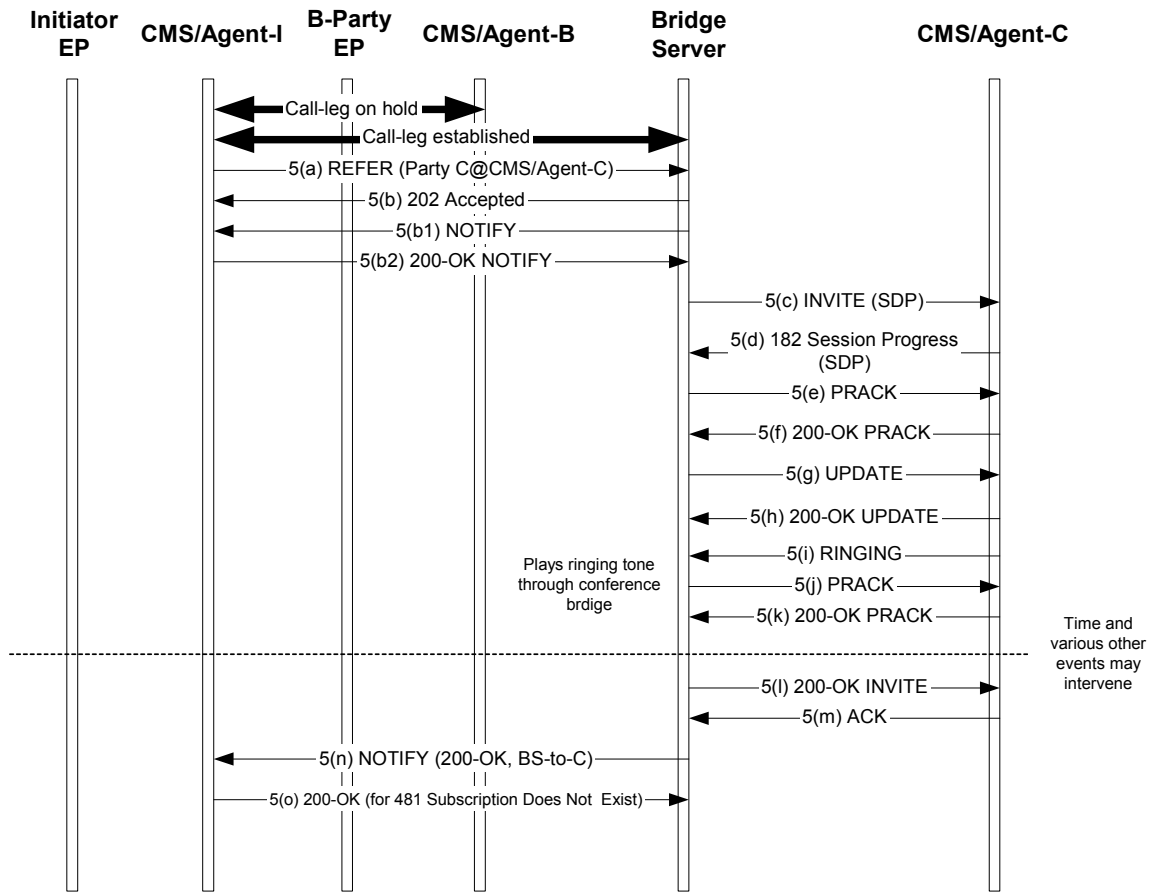 Initiator
EP
CMS/Agent-I
B-Party
EP
CMS/Agent-B
Bridge
Server
CMS/Agent-C
Call-leg on hold
Call-leg established
5(a) REFER (Party C@CMS/Agent-C)
5(b) 202 Accepted
5(b1) NOTIFY
5(b2) 200-OK NOTIFY
5(c) INVITE (SDP)
5(d) 182 Session Progress
(SDP)
5(e) PRACK
5(f) 200-OK PRACK
5(g) UPDATE
5(h) 200-OK UPDATE
5(i) RINGING
Plays ringing tone
through conference
brdige
5(j) PRACK
5(k) 200-OK PRACK
Time and
various other
events may
intervene
5(l) 200-OK INVITE
5(m) ACK
5(n) NOTIFY (200-OK, BS-to-C)
5(o) 200-OK (for 481 Subscription Does Not Exist)